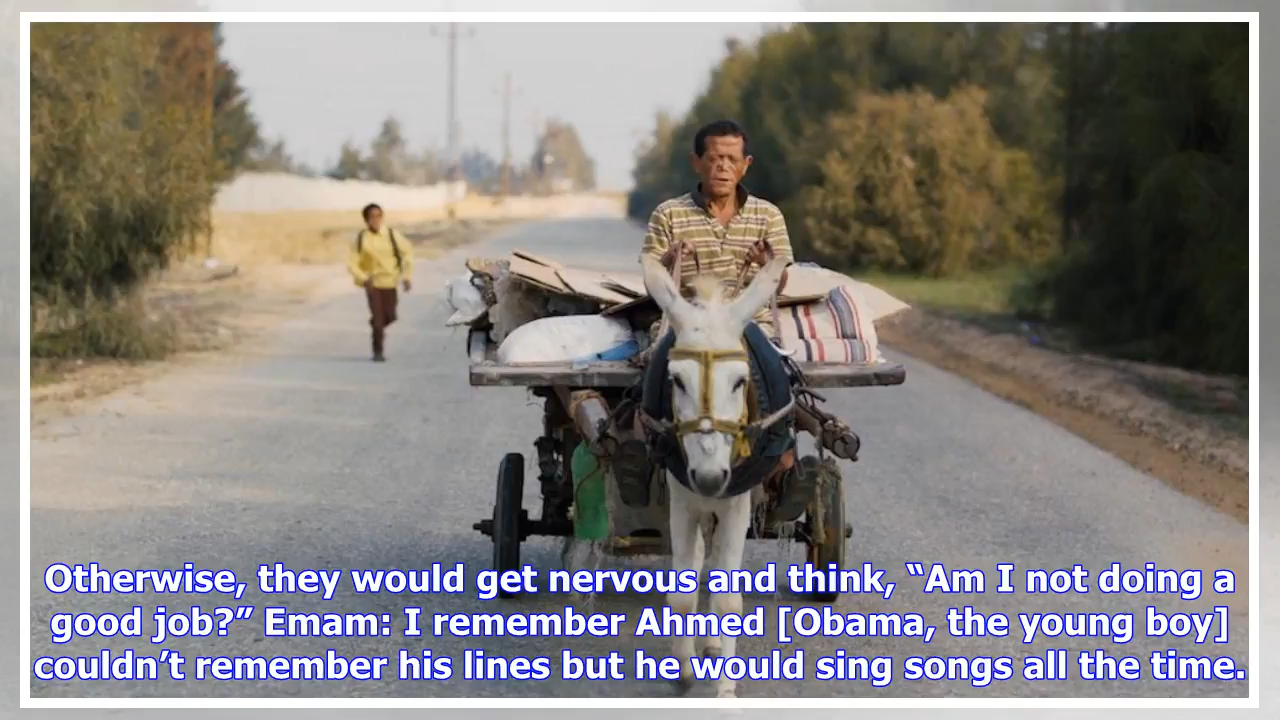 Otherwise, they would get nervous and think, “Am I not doing a
good job?” Emam: I remember Ahmed [Obama, the young boy]
couldn’t remember his lines but he would sing songs all the time.